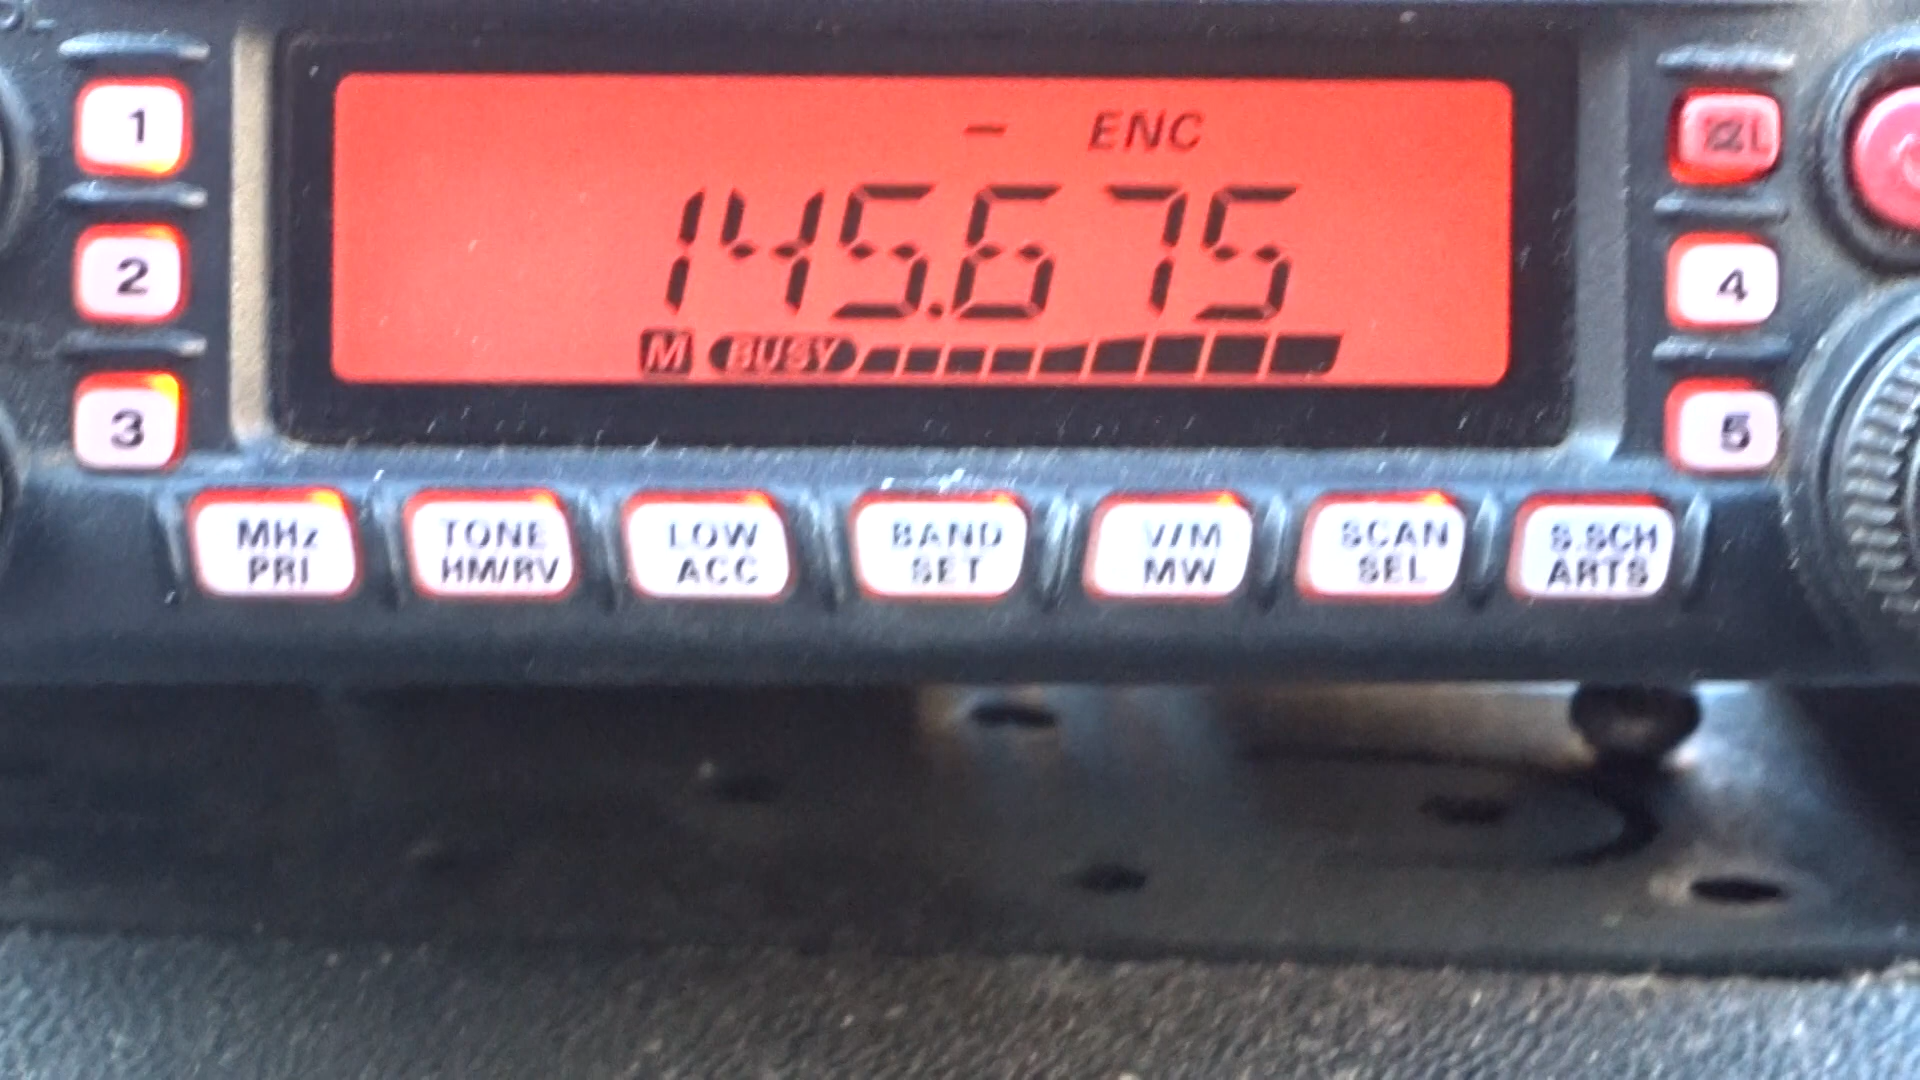 - ENC
145.675
M BUSY
1
2
3
4
5
MHz
PRI
TONE
HM/RV
LOW
ACC
BAND
SET
V/M
MW
SCAN
SEL
S.SCH
ARTS